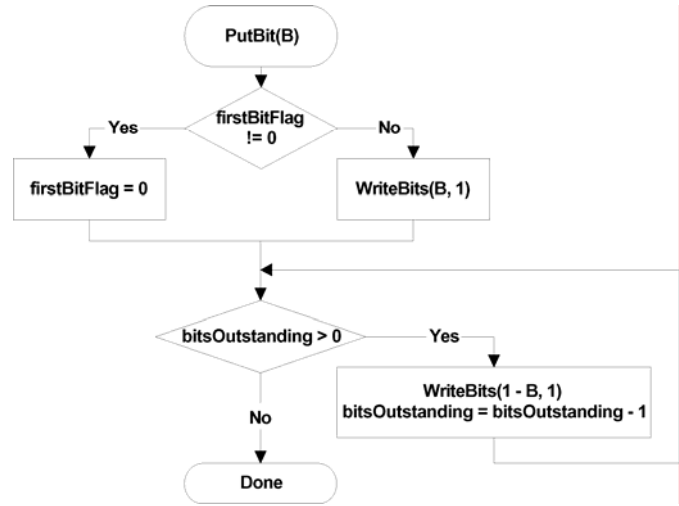 PutBit(B)
firstBitFlag
!= 0
Yes
No
firstBitFlag = 0
WriteBits(B, 1)
bitsOutstanding > 0
Yes
WriteBits(1 - B, 1)
bitsOutstanding = bitsOutstanding - 1
No
Done